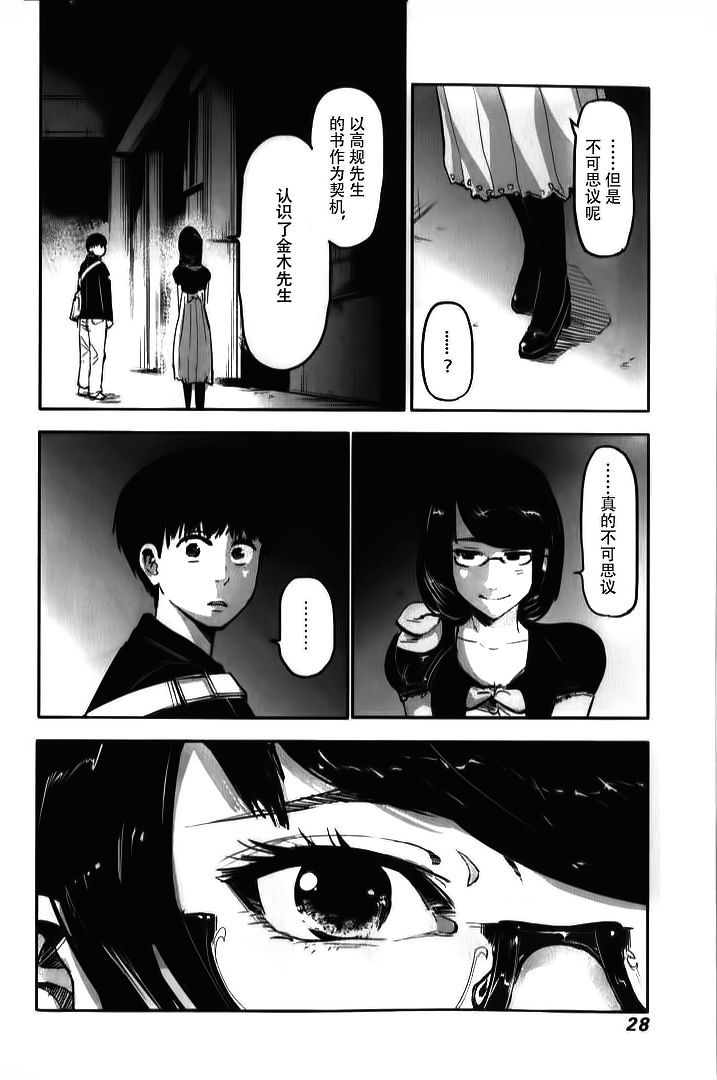 ……但是
不可思议呢
……?
以高规先生
的书作为契机,
认识了金木先生
……真的不可思议
………
28